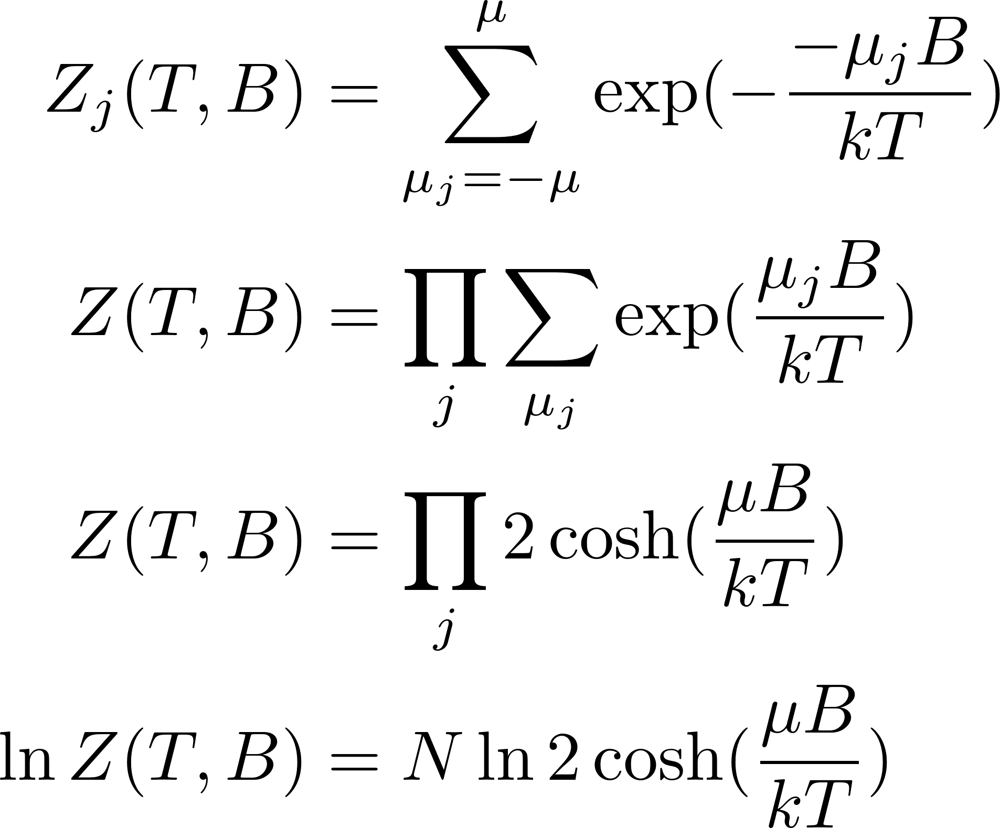 $Z_j(T,B) = \sum_{\mu_j=-\mu}^{\mu} \exp(-\frac{-\mu_j B}{kT})$
$Z(T,B) = \prod_j \sum_{\mu_j} \exp(\frac{\mu_j B}{kT})$
$Z(T,B) = \prod_j 2\cosh(\frac{\mu B}{kT})$
$\ln Z(T,B) = N \ln 2\cosh(\frac{\mu B}{kT})$